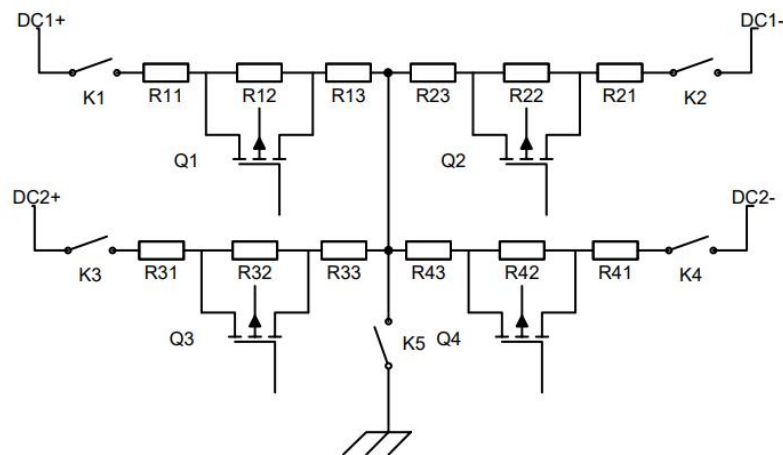 DC1+ DC1-
K1 R11 R12 R13 R23 R22 R21 K2
Q1 Q2
DC2+ DC2-
K3 R31 R32 R33 R43 R42 R41 K4
Q3 K5 Q4